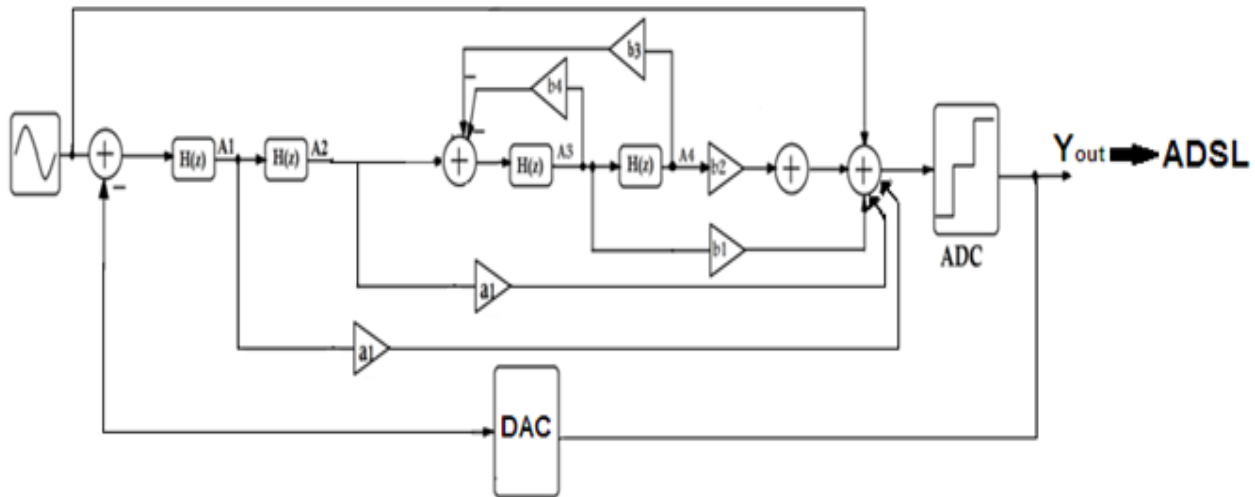 b3
b4
H(z)
A1
H(z)
A2
H(z)
A3
H(z)
A4
b2
b1
a1
a1
ADC
DAC
Yout ADSL